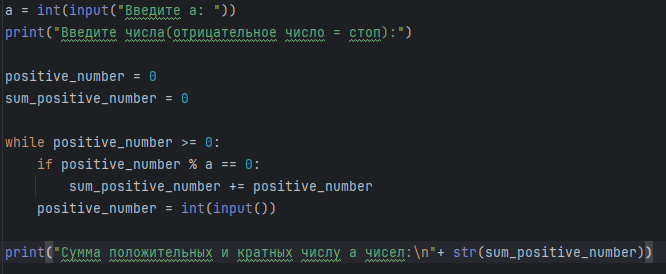 a = int(input("Введите a: "))
print("Введите числа(отрицательное число = стоп):")

positive_number = 0
sum_positive_number = 0

while positive_number >= 0:
    if positive_number % a == 0:
        sum_positive_number += positive_number
    positive_number = int(input())

print("Сумма положительных и кратных числу a чисел:\n"+ str(sum_positive_number))